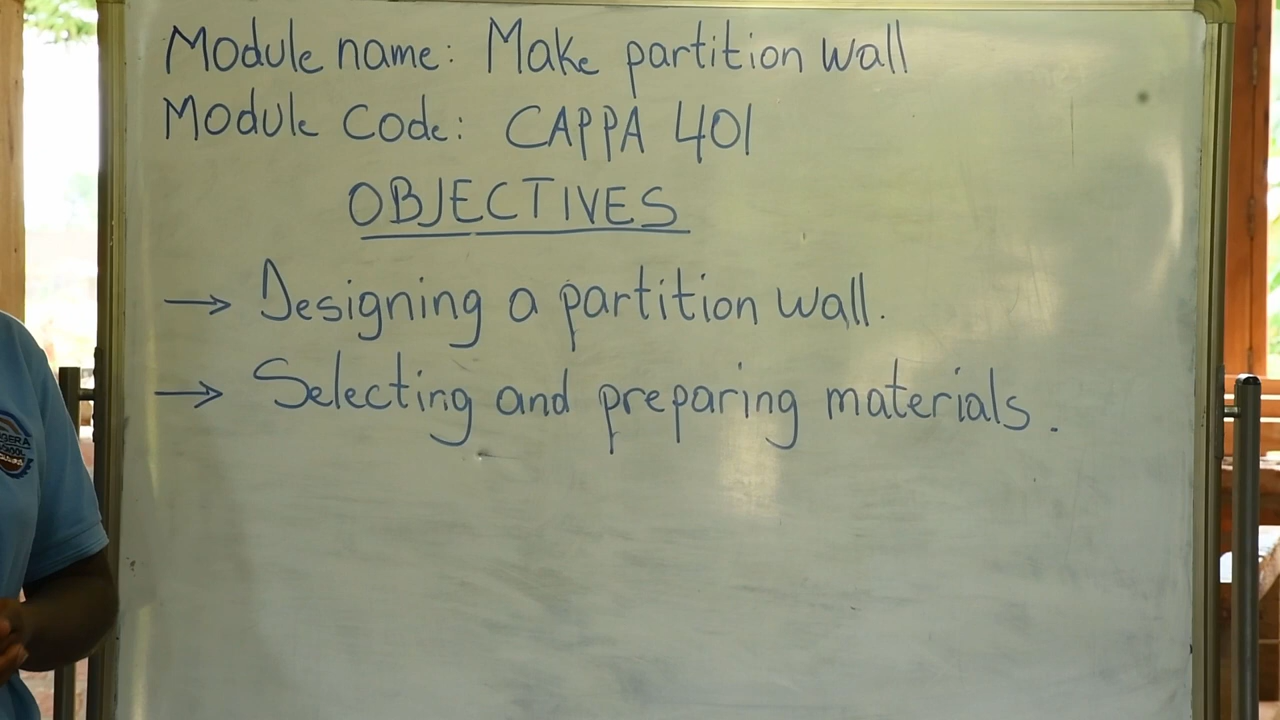 Module name: Make partition wall
Module Code: CAPPA 401
OBJECTIVES
→ Designing a partition wall.
→ Selecting and preparing materials.